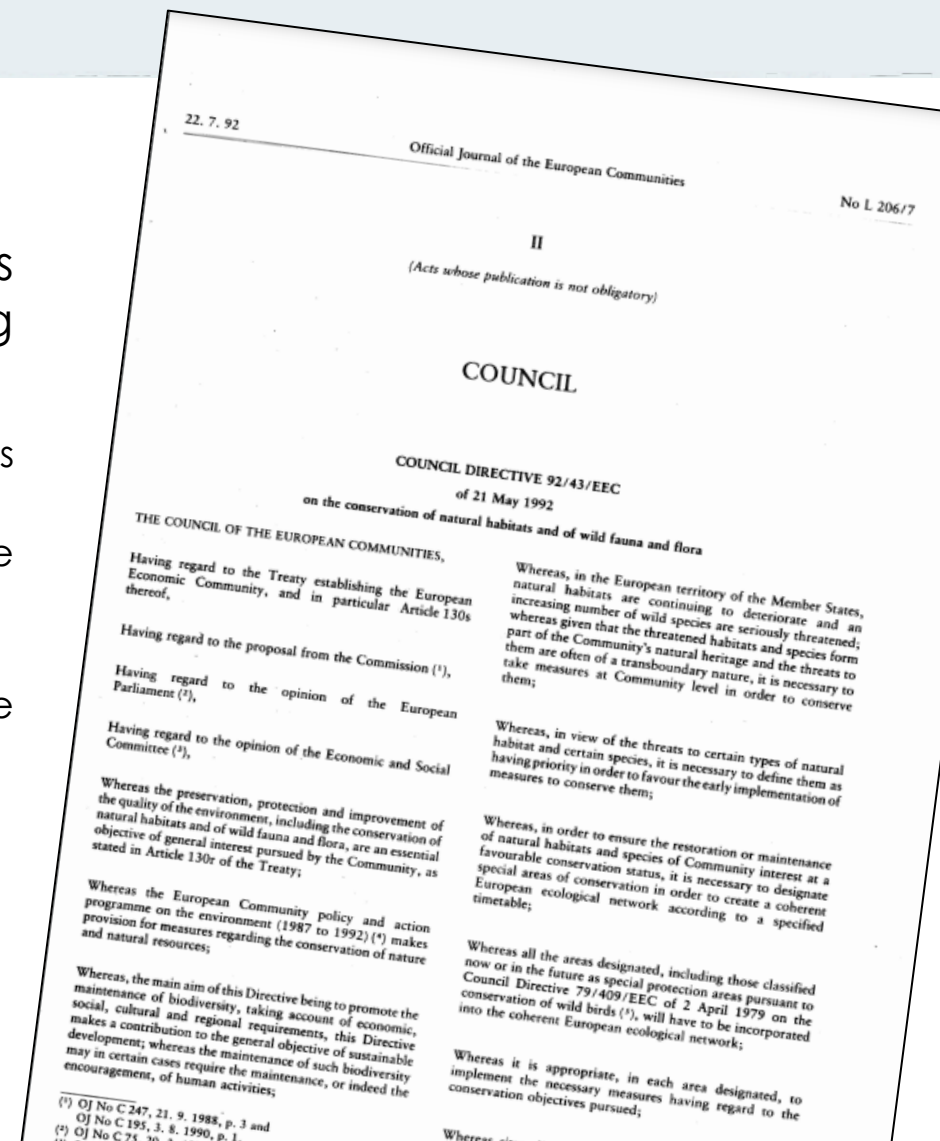 s
g
s
e
e
22. 7. 92
Official Journal of the European Communities
No L 206/7
II
(Acts whose publication is not obligatory)
COUNCIL
COUNCIL DIRECTIVE 92/43/EEC
of 21 May 1992
on the conservation of natural habitats and of wild fauna and flora
THE COUNCIL OF THE EUROPEAN COMMUNITIES,
Having regard to the Treaty establishing the European
Economic Community, and in particular Article 130s
thereof,
Having regard to the proposal from the Commission (¹),
Having regard to the opinion of the European
Parliament (²),
Having regard to the opinion of the Economic and Social
Committee (³),
Whereas the preservation, protection and improvement of
the quality of the environment, including the conservation of
natural habitats and of wild fauna and flora, are an essential
objective of general interest pursued by the Community, as
stated in Article 130r of the Treaty;
Whereas the European Community policy and action
programme on the environment (1987 to 1992) (⁴) makes
provision for measures regarding the conservation of nature
and natural resources;
Whereas, the main aim of this Directive being to promote the
maintenance of biodiversity, taking account of economic,
social, cultural and regional requirements, this Directive
makes a contribution to the general objective of sustainable
development; whereas the maintenance of such biodiversity
may in certain cases require the maintenance, or indeed the
encouragement, of human activities;
(¹) OJ No C 247, 21. 9. 1988, p. 3 and
OJ No C 195, 3. 8. 1990, p. 1.
(²) OJ No C 75, 20.
Whereas, in the European territory of the Member States,
natural habitats are continuing to deteriorate and an
increasing number of wild species are seriously threatened;
whereas given that the threatened habitats and species form
part of the Community's natural heritage and the threats to
them are often of a transboundary nature, it is necessary to
take measures at Community level in order to conserve
them;
Whereas, in view of the threats to certain types of natural
habitat and certain species, it is necessary to define them as
having priority in order to favour the early implementation of
measures to conserve them;
Whereas, in order to ensure the restoration or maintenance
of natural habitats and species of Community interest at a
favourable conservation status, it is necessary to designate
special areas of conservation in order to create a coherent
European ecological network according to a specified
timetable;
Whereas all the areas designated, including those classified
now or in the future as special protection areas pursuant to
Council Directive 79/409/EEC of 2 April 1979 on the
conservation of wild birds (⁵), will have to be incorporated
into the coherent European ecological network;
Whereas it is appropriate, in each area designated, to
implement the necessary measures having regard to the
conservation objectives pursued;
Whereas